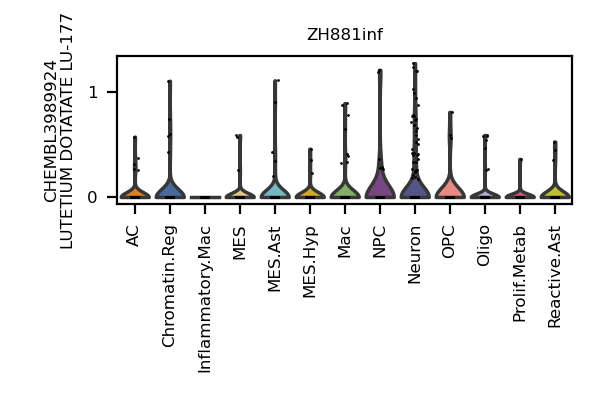 ZH881inf
CHEMBL3989924
LUTETIUM DOTATATE LU-177
1
0
AC
Chromatin.Reg
Inflammatory.Mac
MES
MES.Ast
MES.Hyp
Mac
NPC
Neuron
OPC
Oligo
Prolif.Metab
Reactive.Ast